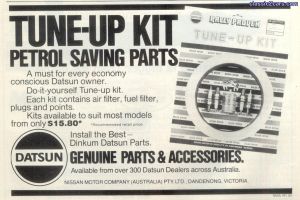 TUNE-UP KIT
PETROL SAVING PARTS
A must for every economy
conscious Datsun owner.
Do-it-yourself Tune-up kit.
Each kit contains air filter, fuel filter,
plugs and points.
Kits available to suit most models
from only $15.80* *Recommended retail price.
Install the Best –
Dinkum Datsun Parts.
DATSUN
GENUINE PARTS & ACCESSORIES.
Available from over 300 Datsun Dealers across Australia.
NISSAN MOTOR COMPANY (AUSTRALIA) PTY. LTD., DANDENONG, VICTORIA
TUNE-UP KIT